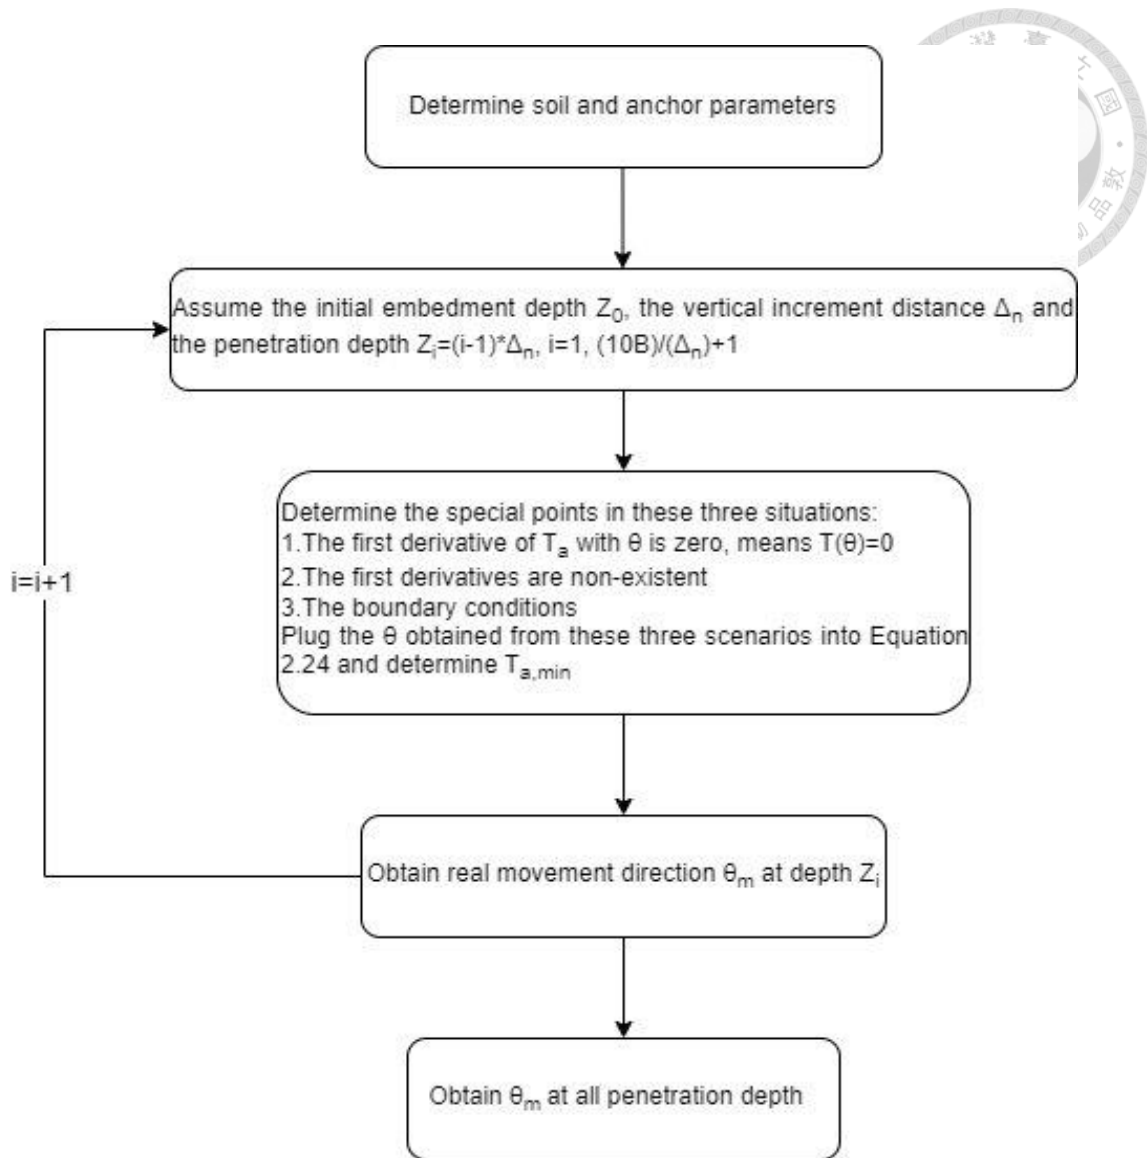 Determine soil and anchor parameters
Assume the initial embedment depth Z₀, the vertical increment distance Δₙ and
the penetration depth Zᵢ=(i-1)*Δₙ, i=1, (10B)/(Δₙ)+1
Determine the special points in these three situations:
1.The first derivative of Tₐ with θ is zero, means T(θ)=0
2.The first derivatives are non-existent
3.The boundary conditions
Plug the θ obtained from these three scenarios into Equation
2.24 and determine Tₐ,ₘᵢₙ
i=i+1
Obtain real movement direction θₘ at depth Zᵢ
Obtain θₘ at all penetration depth
國
敦
品